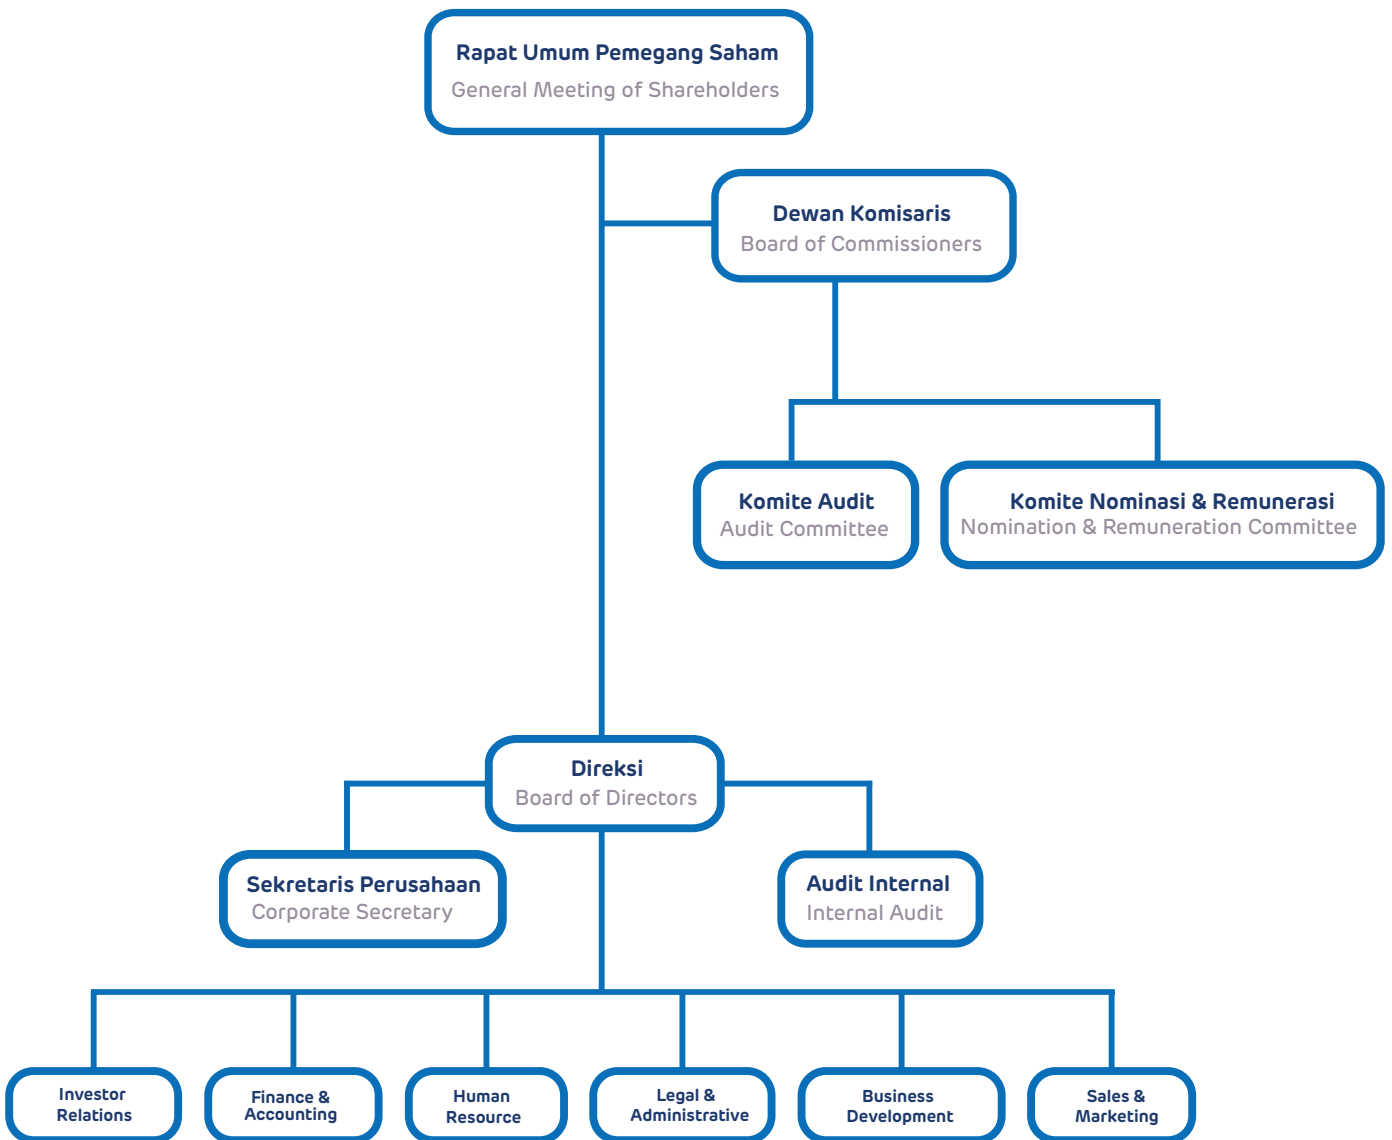 Rapat Umum Pemegang Saham
General Meeting of Shareholders
Dewan Komisaris
Board of Commissioners
Komite Audit
Audit Committee
Komite Nominasi & Remunerasi
Nomination & Remuneration Committee
Direksi
Board of Directors
Sekretaris Perusahaan
Corporate Secretary
Audit Internal
Internal Audit
Investor
Relations
Finance &
Accounting
Human
Resource
Legal &
Administrative
Business
Development
Sales &
Marketing